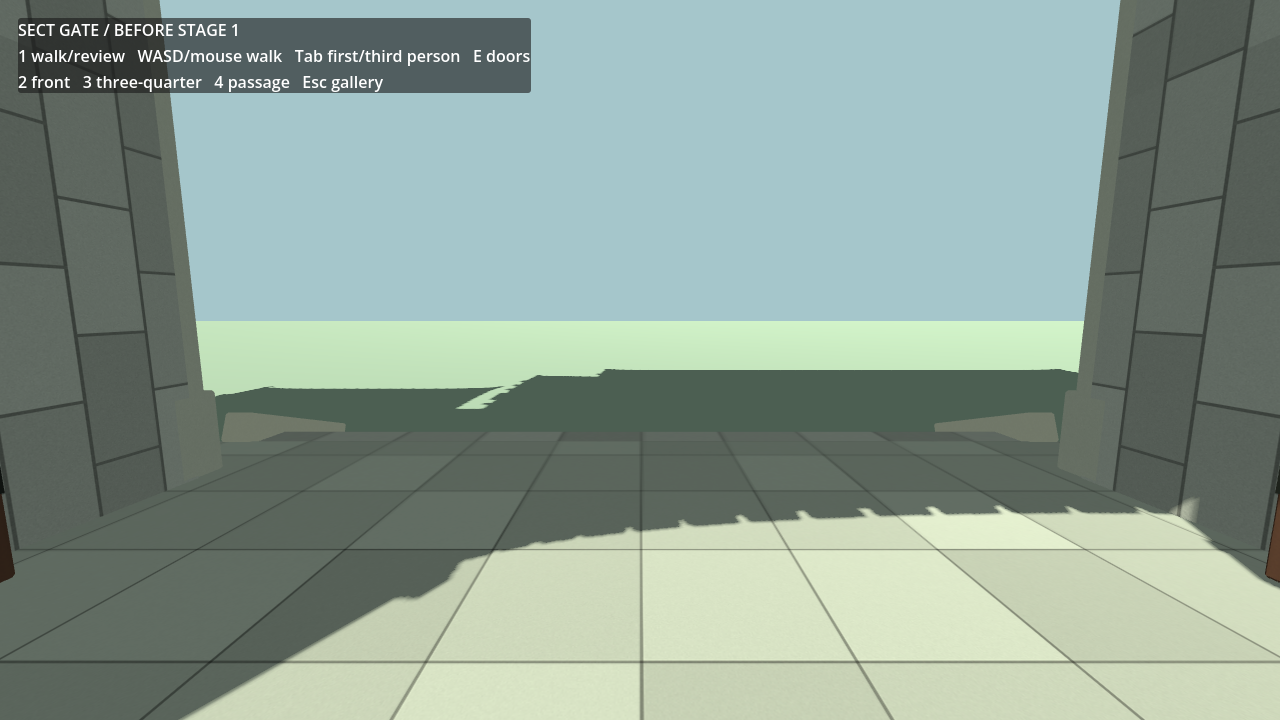 SECT GATE / BEFORE STAGE 1
1 walk/review   WASD/mouse walk   Tab first/third person   E doors
2 front   3 three-quarter   4 passage   Esc gallery